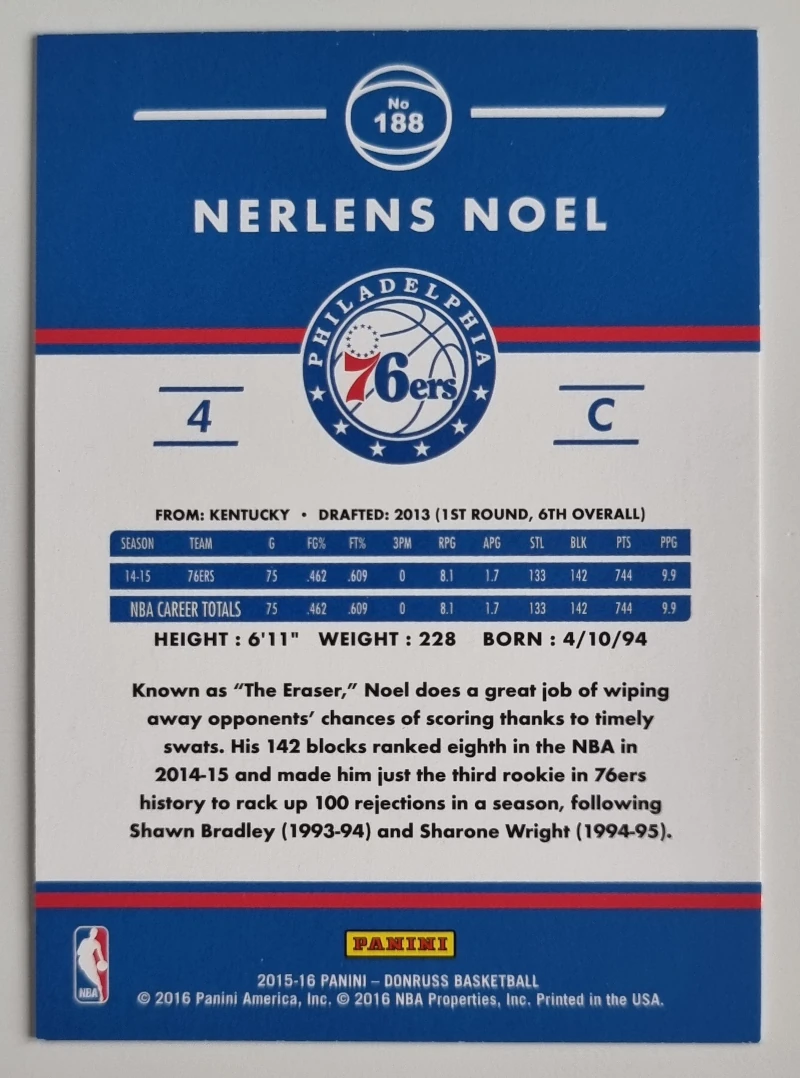 No
188
NERLENS NOEL
PHILADELPHIA
76ers
4
C
FROM: KENTUCKY • DRAFTED: 2013 (1ST ROUND, 6TH OVERALL)
SEASON TEAM G FG% FT% 3PM RPG APG STL BLK PTS PPG
14-15 76ERS 75 .462 .609 0 8.1 1.7 133 142 744 9.9
NBA CAREER TOTALS 75 .462 .609 0 8.1 1.7 133 142 744 9.9
HEIGHT : 6'11" WEIGHT : 228 BORN : 4/10/94
Known as “The Eraser,” Noel does a great job of wiping
away opponents’ chances of scoring thanks to timely
swats. His 142 blocks ranked eighth in the NBA in
2014-15 and made him just the third rookie in 76ers
history to rack up 100 rejections in a season, following
Shawn Bradley (1993-94) and Sharone Wright (1994-95).
PANINI
NBA
2015-16 PANINI – DONRUSS BASKETBALL
© 2016 Panini America, Inc. © 2016 NBA Properties, Inc. Printed in the USA.